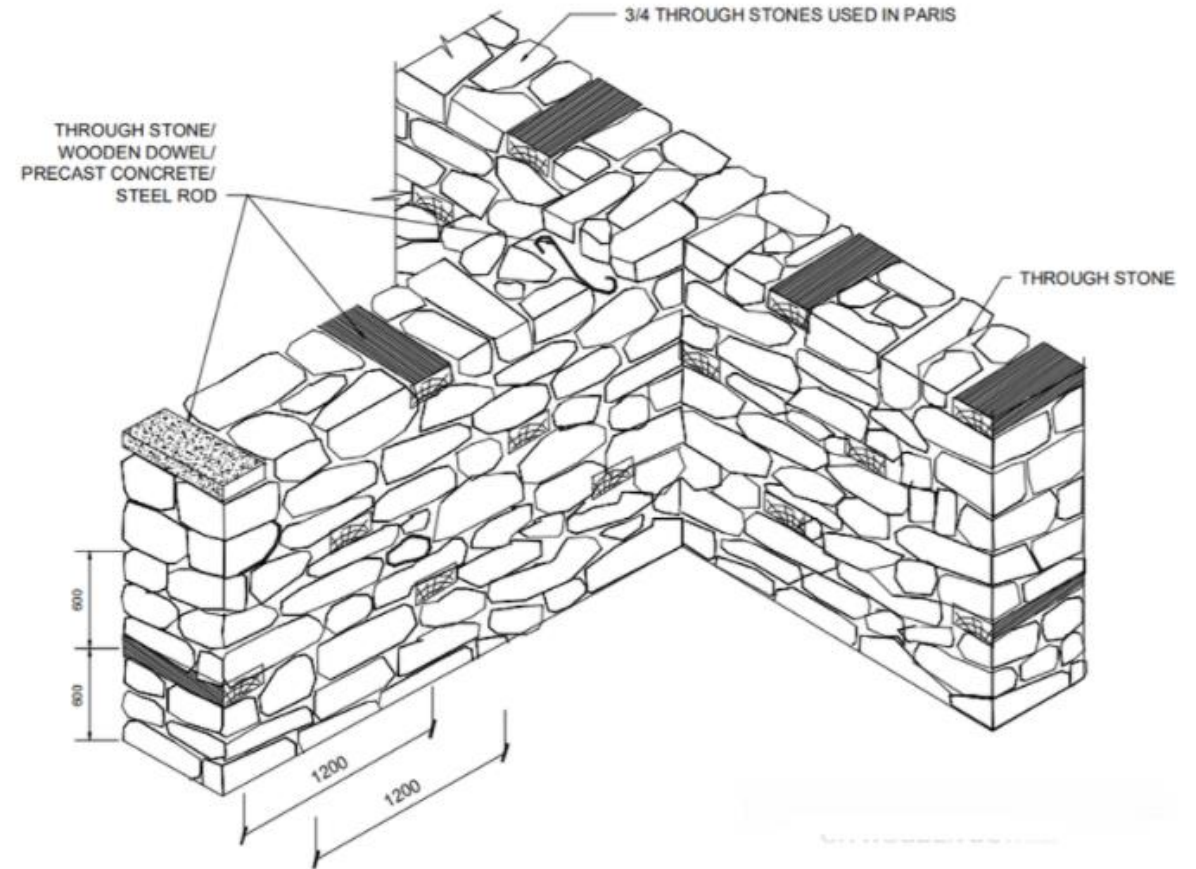 3/4 THROUGH STONES USED IN PARIS
THROUGH STONE/
WOODEN DOWEL/
PRECAST CONCRETE/
STEEL ROD
THROUGH STONE
600
600
1200
1200